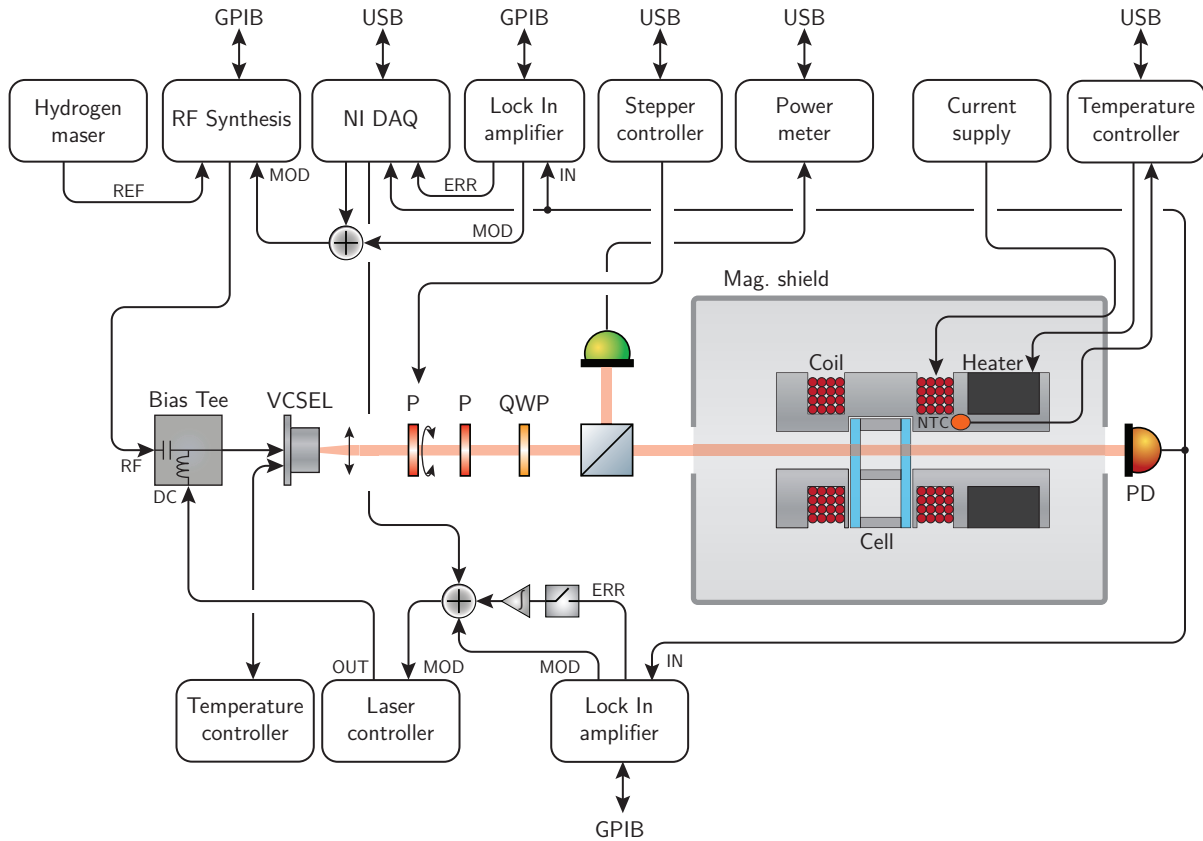 GPIB
USB
GPIB
USB
USB
USB
Hydrogen
maser
RF Synthesis
NI DAQ
Lock In
amplifier
Stepper
controller
Power
meter
Current
supply
Temperature
controller
REF
MOD
ERR
IN
MOD
Mag. shield
Coil
Heater
NTC
Cell
Bias Tee
VCSEL
P
P
QWP
RF
DC
PD
ERR
OUT
MOD
MOD
IN
Temperature
controller
Laser
controller
Lock In
amplifier
GPIB